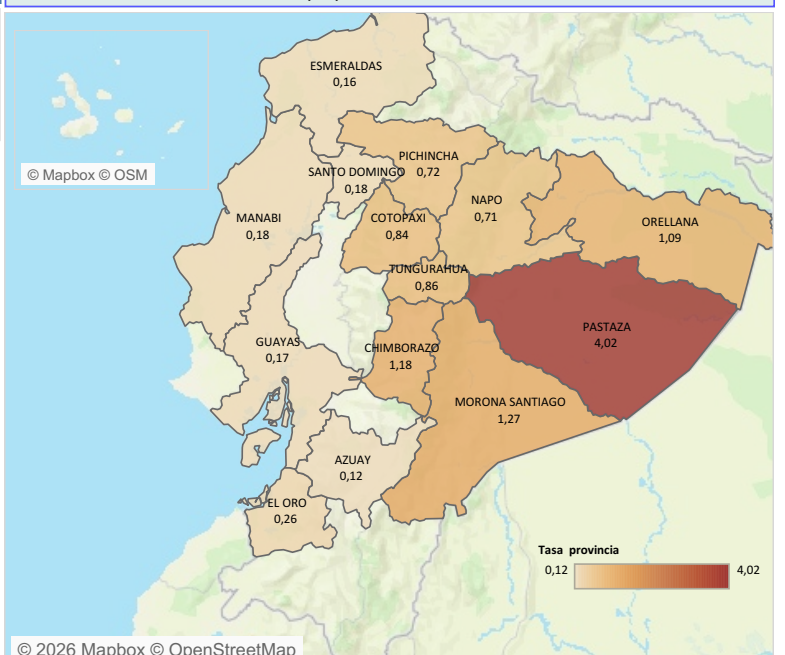 ESMERALDAS
0,16
© Mapbox © OSM
PICHINCHA
0,72
SANTO DOMINGO
0,18
NAPO
0,71
MANABI
0,18
COTOPAXI
0,84
ORELLANA
1,09
TUNGURAHUA
0,86
PASTAZA
4,02
GUAYAS
0,17
CHIMBORAZO
1,18
MORONA SANTIAGO
1,27
AZUAY
0,12
EL ORO
0,26
Tasa provincia
0,12 4,02
© 2026 Mapbox © OpenStreetMap